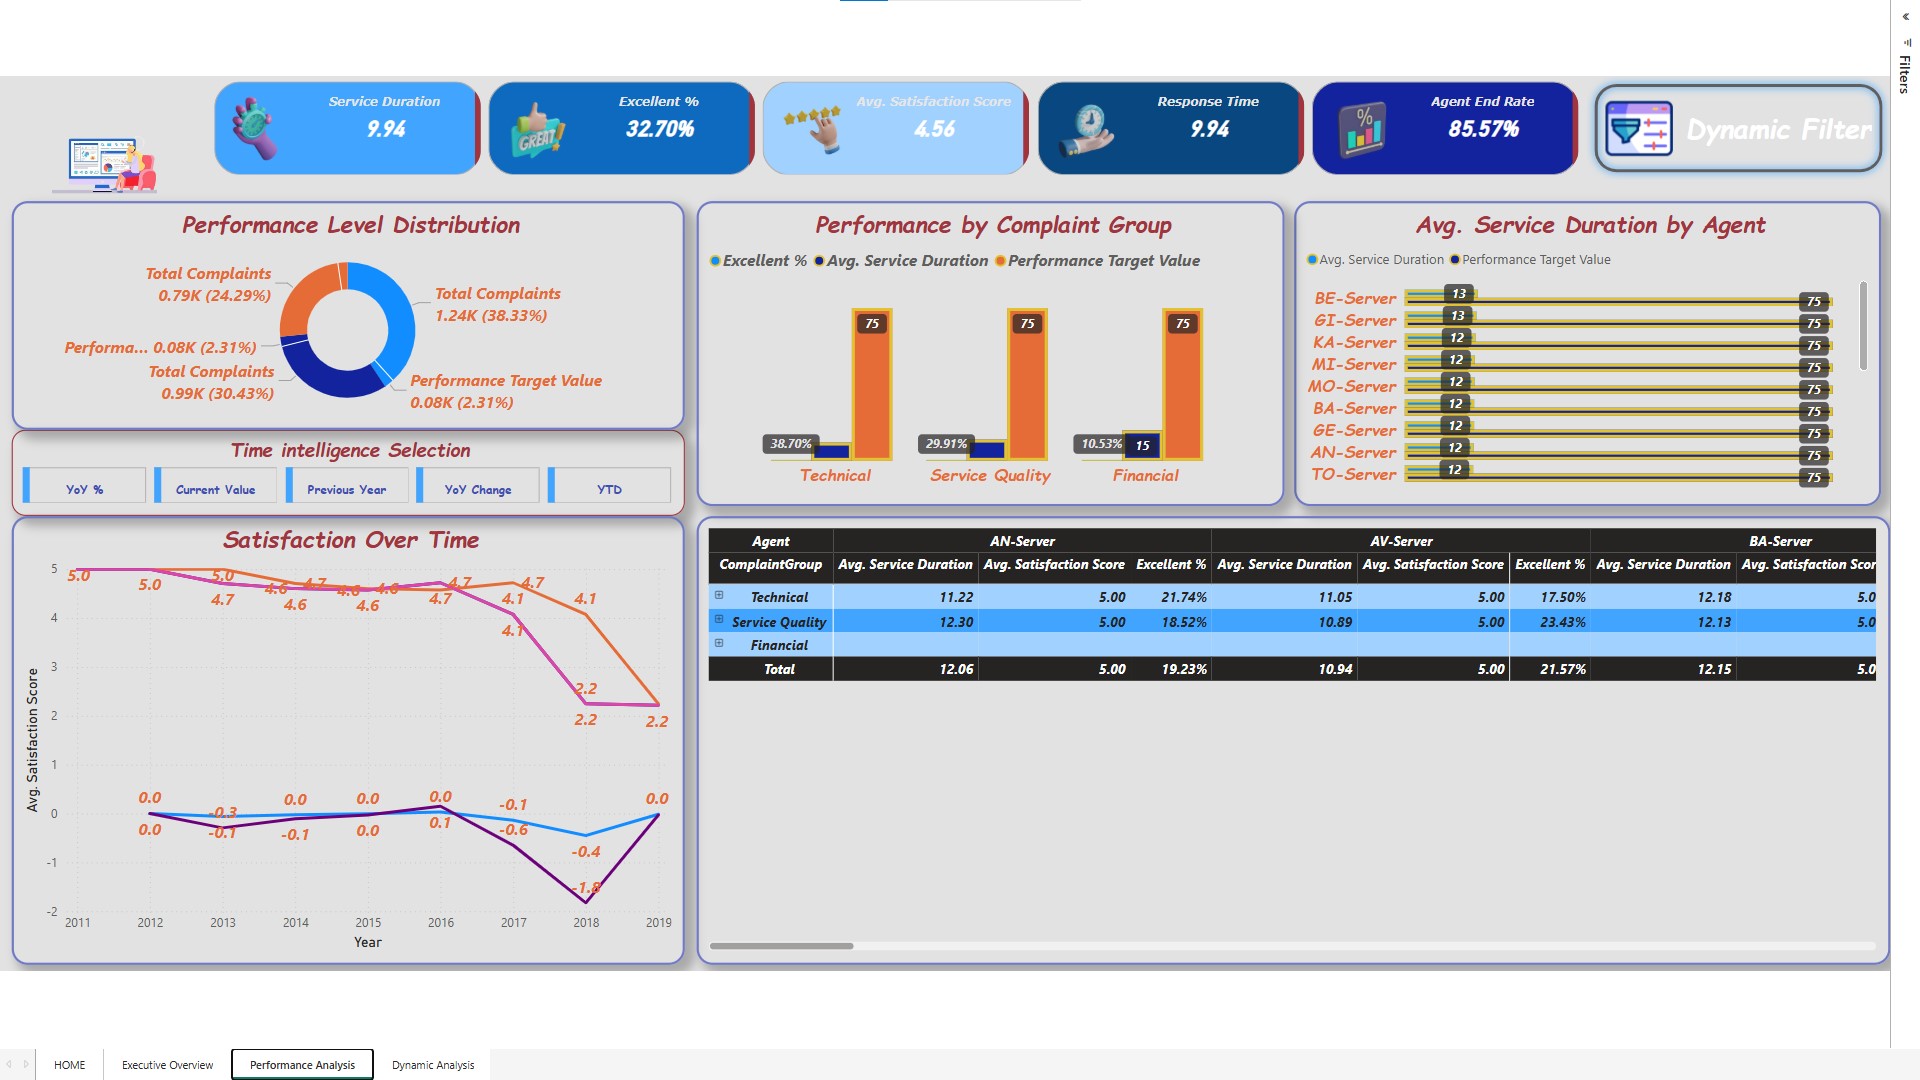 Filters
Service Duration
9.94
Excellent %
32.70%
GREAT!
Avg. Satisfaction Score
4.56
Response Time
9.94
Agent End Rate
85.57%
%
Dynamic Filter
Performance Level Distribution
Total Complaints
0.79K (24.29%)
Total Complaints
1.24K (38.33%)
Performa... 0.08K (2.31%)
Total Complaints
0.99K (30.43%)
Performance Target Value
0.08K (2.31%)
Time intelligence Selection
YoY %
Current Value
Previous Year
YoY Change
YTD
Performance by Complaint Group
Excellent % Avg. Service Duration Performance Target Value
75 75 75
38.70% 29.91% 10.53% 15
Technical Service Quality Financial
Avg. Service Duration by Agent
Avg. Service Duration Performance Target Value
BE-Server 13 75
GI-Server 13 75
KA-Server 12 75
MI-Server 12 75
MO-Server 12 75
BA-Server 12 75
GE-Server 12 75
AN-Server 12 75
TO-Server 12 75
Satisfaction Over Time
Avg. Satisfaction Score
5
4
3
2
1
0
-1
-2
5.0 5.0 5.0 4.6 4.7 4.6 4.6 4.7 4.7
4.7 4.6 4.6 4.7 4.1 4.1
4.1
2.2
2.2 2.2
0.0 -0.3 0.0 0.0 0.0 -0.1 0.0
0.0 -0.1 -0.1 0.0 0.1 -0.6
-0.4
-1.8
2011 2012 2013 2014 2015 2016 2017 2018 2019
Year
Agent AN-Server AV-Server BA-Server
ComplaintGroup Avg. Service Duration Avg. Satisfaction Score Excellent % Avg. Service Duration Avg. Satisfaction Score Excellent % Avg. Service Duration Avg. Satisfaction Scor
Technical 11.22 5.00 21.74% 11.05 5.00 17.50% 12.18 5.0
Service Quality 12.30 5.00 18.52% 10.89 5.00 23.43% 12.13 5.0
Financial
Total 12.06 5.00 19.23% 10.94 5.00 21.57% 12.15 5.0
HOME
Executive Overview
Performance Analysis
Dynamic Analysis